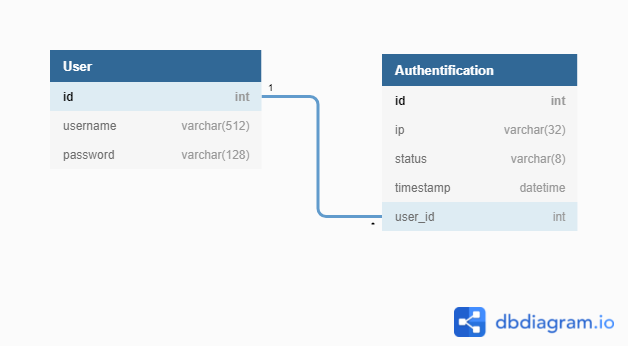 User
id int
username varchar(512)
password varchar(128)
1
Authentification
id int
ip varchar(32)
status varchar(8)
timestamp datetime
user_id int
*
dbdiagram.io